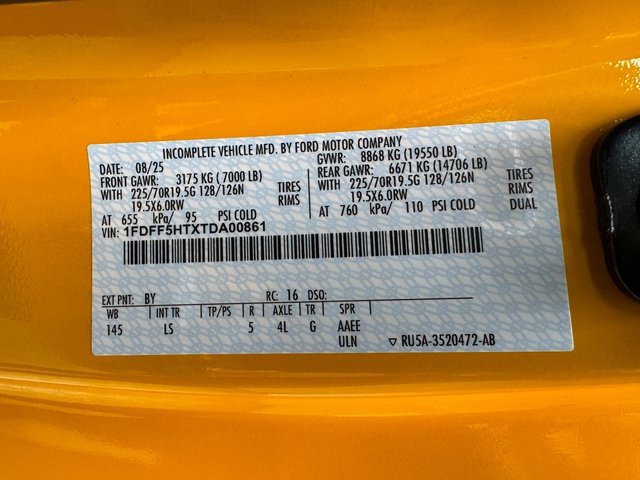 INCOMPLETE VEHICLE MFD. BY FORD MOTOR COMPANY
DATE: 08/25 GVWR: 8868 KG (19550 LB)
FRONT GAWR: 3175 KG ( 7000 LB) REAR GAWR: 6671 KG (14706 LB)
WITH 225/70R19.5G 128/126N TIRES WITH 225/70R19.5G 128/126N TIRES
19.5X6.0RW RIMS 19.5X6.0RW RIMS
AT 655 kPa/ 95 PSI COLD AT 760 kPa/ 110 PSI COLD DUAL
VIN: 1FDFF5HTXTDA00861
EXT PNT: BY RC: 16 DSO:
WB INT TR TP/PS R AXLE TR SPR
145 LS 5 4L G AAEE
ULN ▽ RU5A-3520472-AB